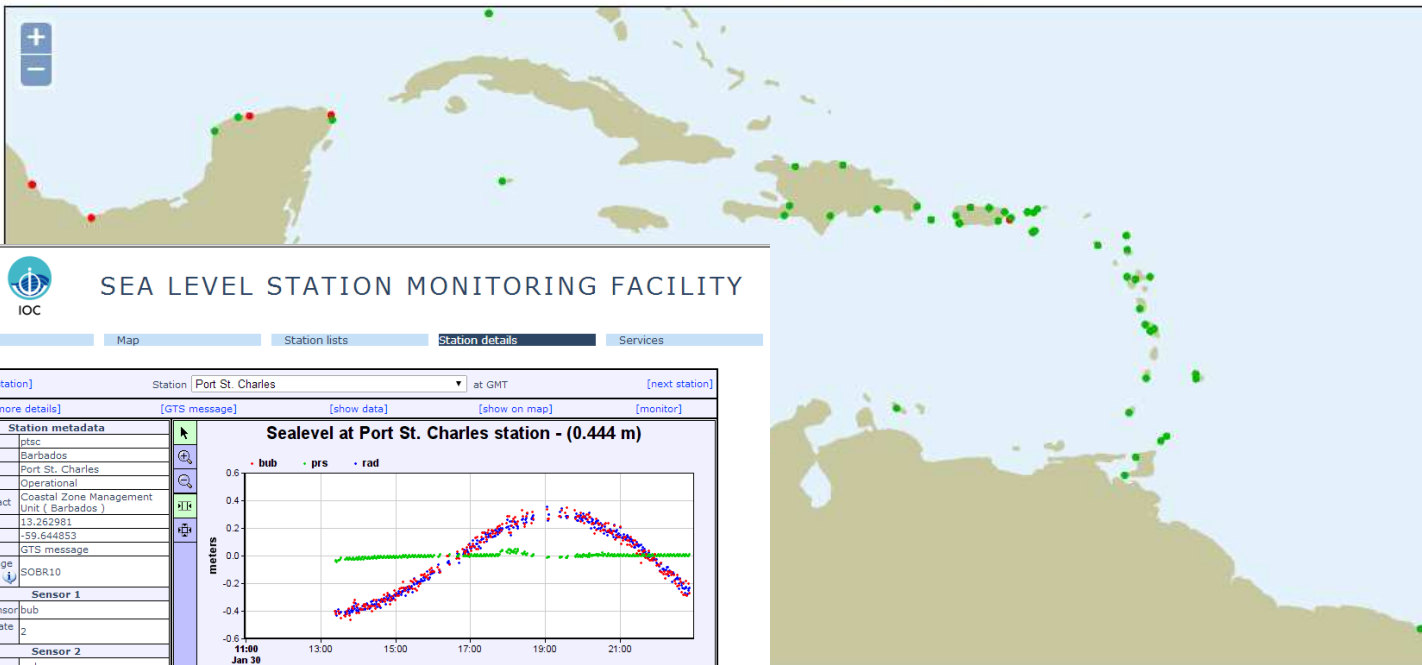 +
−
IOC
SEA LEVEL STATION MONITORING FACILITY
Map
Station lists
Station details
Services
tation]
Station
Port St. Charles
at GMT
[next station]
more details]
[GTS message]
[show data]
[show on map]
[monitor]
Station metadata
ptsc
Barbados
Port St. Charles
Operational
act
Coastal Zone Management
Unit ( Barbados )
13.262981
-59.644853
GTS message
ge
i
SOBR10
Sensor 1
nsor
bub
ate
2
Sensor 2
Sealevel at Port St. Charles station - (0.444 m)
bub
prs
rad
meters
0.6
0.4
0.2
0.0
-0.2
-0.4
-0.6
11:00
13:00
15:00
17:00
19:00
21:00
Jan 30